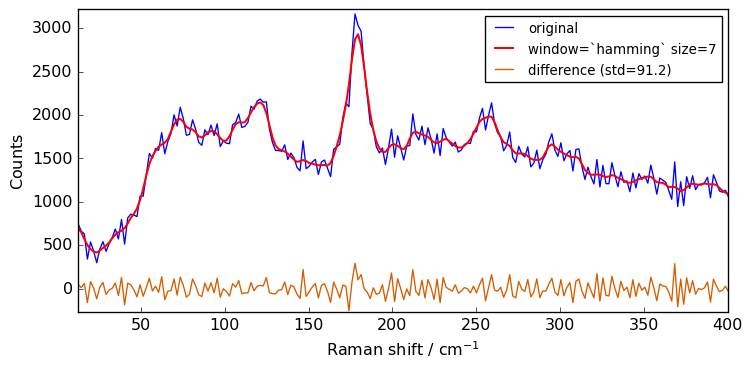 original
window=`hamming` size=7
difference (std=91.2)
Counts
3000
2500
2000
1500
1000
500
0
50 100 150 200 250 300 350 400
Raman shift / cm⁻¹